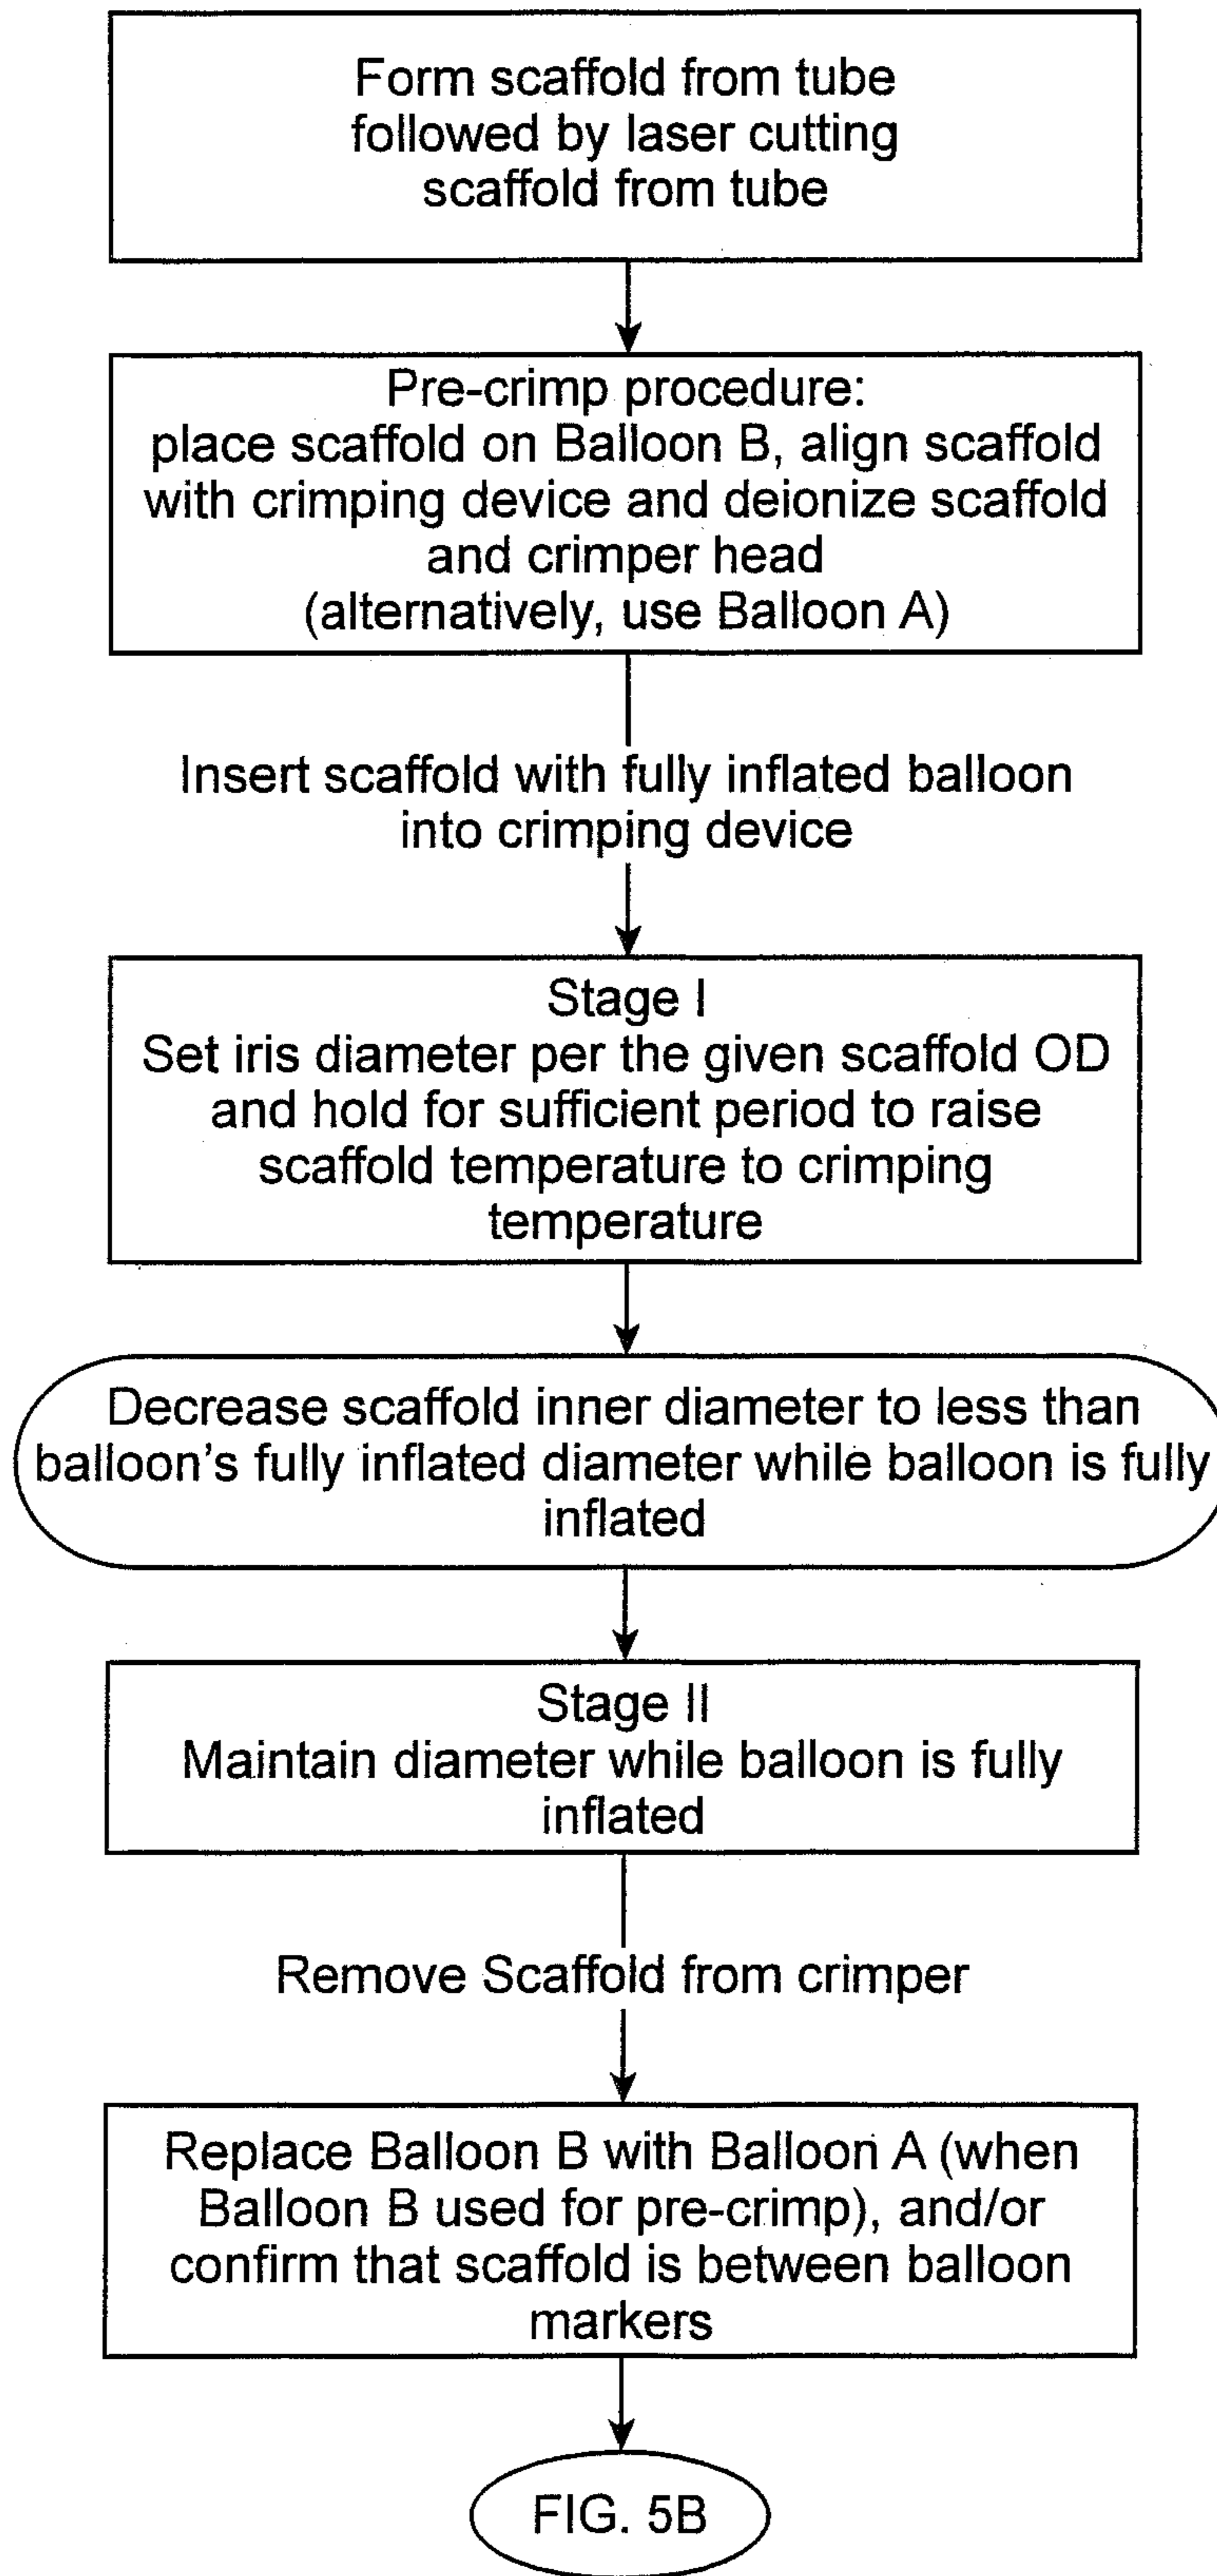 Form scaffold from tube
followed by laser cutting
scaffold from tube
Pre-crimp procedure:
place scaffold on Balloon B, align scaffold
with crimping device and deionize scaffold
and crimper head
(alternatively, use Balloon A)
Insert scaffold with fully inflated balloon
into crimping device
Stage I
Set iris diameter per the given scaffold OD
and hold for sufficient period to raise
scaffold temperature to crimping
temperature
Decrease scaffold inner diameter to less than
balloon's fully inflated diameter while balloon is fully
inflated
Stage II
Maintain diameter while balloon is fully
inflated
Remove Scaffold from crimper
Replace Balloon B with Balloon A (when
Balloon B used for pre-crimp), and/or
confirm that scaffold is between balloon
markers
FIG. 5B